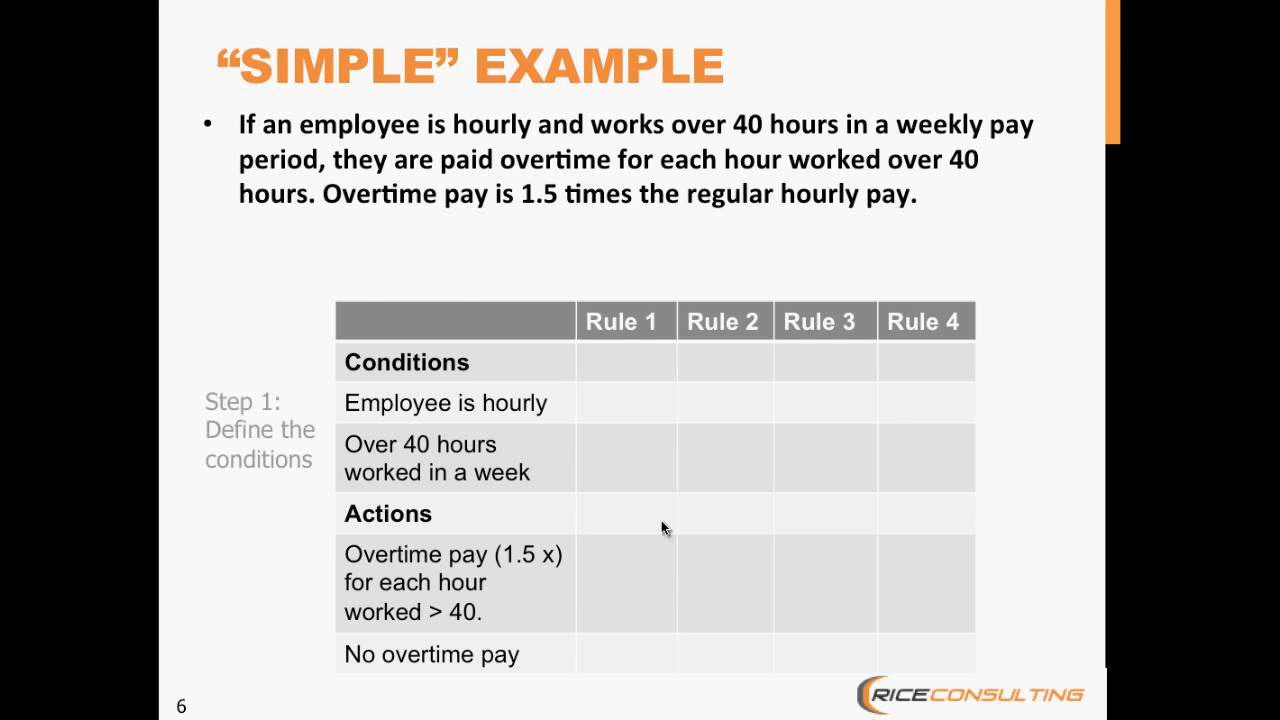 “SIMPLE” EXAMPLE
• If an employee is hourly and works over 40 hours in a weekly pay
period, they are paid overtime for each hour worked over 40
hours. Overtime pay is 1.5 times the regular hourly pay.
Rule 1 Rule 2 Rule 3 Rule 4
Conditions
Step 1:
Define the
conditions
Employee is hourly
Over 40 hours
worked in a week
Actions
Overtime pay (1.5 x)
for each hour
worked > 40.
No overtime pay
RICECONSULTING
6